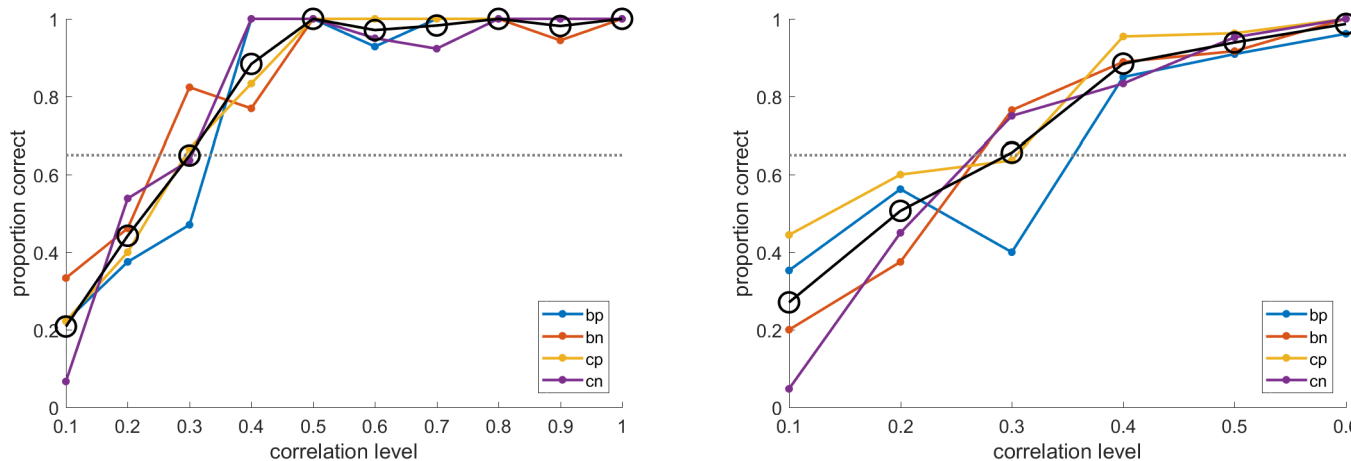 1
0.8
0.6
0.4
0.2
0
proportion correct
0.1 0.2 0.3 0.4 0.5 0.6 0.7 0.8 0.9 1
correlation level
bp
bn
cp
cn
1
0.8
0.6
0.4
0.2
0
proportion correct
0.1 0.2 0.3 0.4 0.5
correlation level
bp
bn
cp
cn